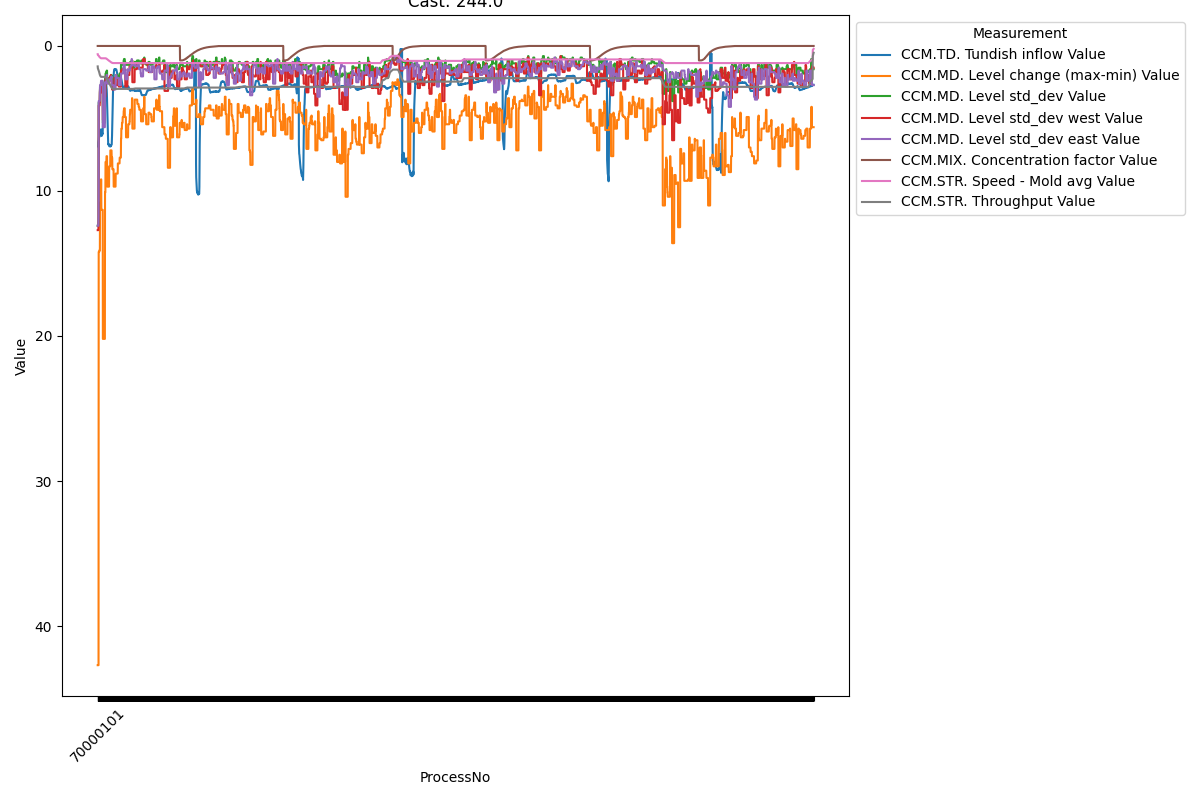 Cast: 244.0
0
10
20
30
40
Value
70000101
ProcessNo
Measurement
CCM.TD. Tundish inflow Value
CCM.MD. Level change (max-min) Value
CCM.MD. Level std_dev Value
CCM.MD. Level std_dev west Value
CCM.MD. Level std_dev east Value
CCM.MIX. Concentration factor Value
CCM.STR. Speed - Mold avg Value
CCM.STR. Throughput Value